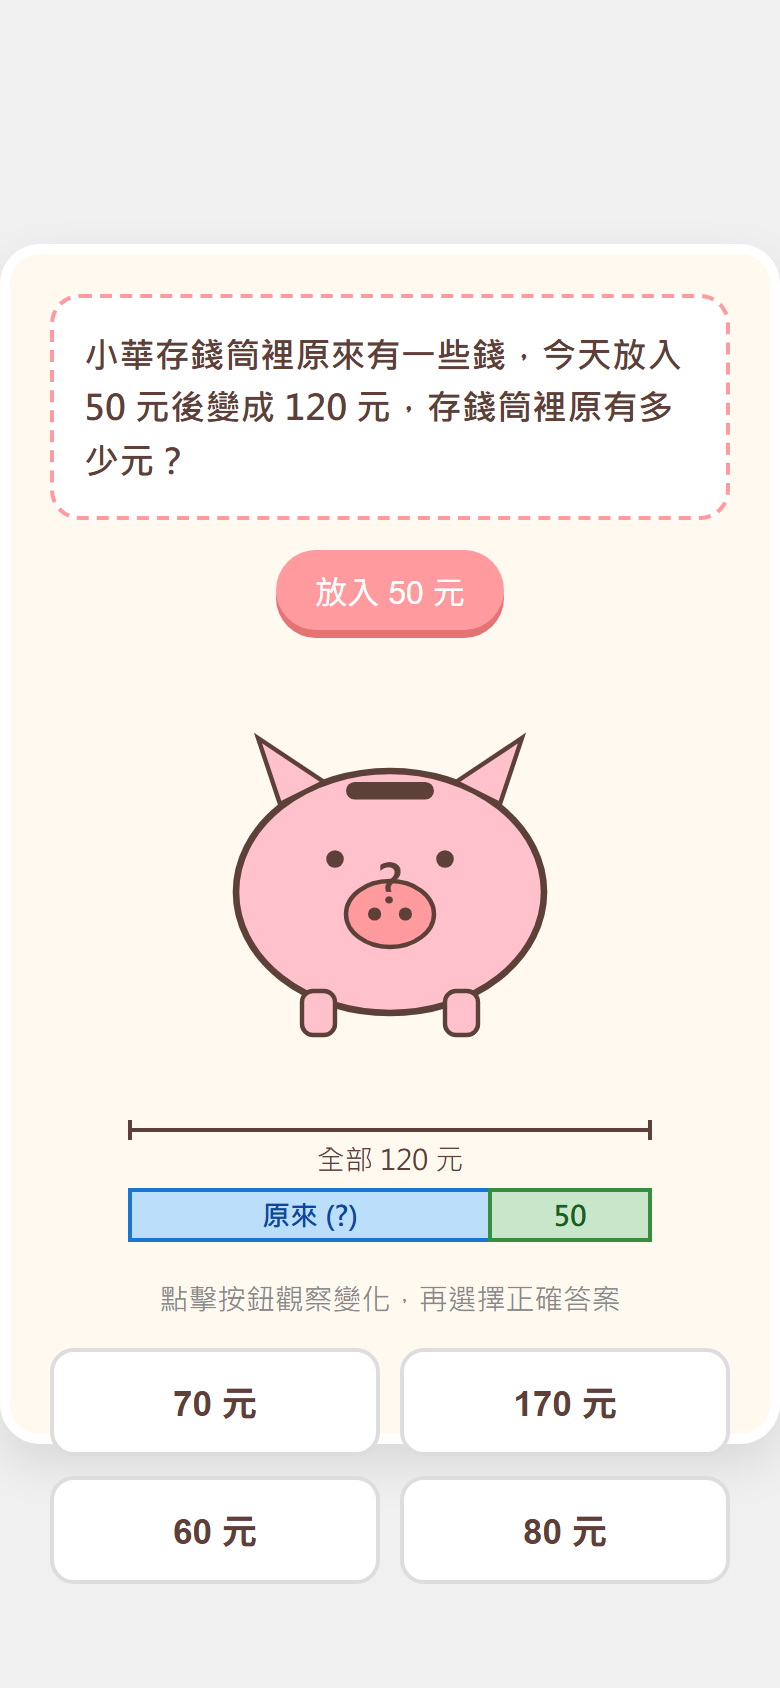 小華存錢筒裡原來有一些錢，今天放入
50 元後變成 120 元，存錢筒裡原有多
少元？
放入 50 元
?
全部 120 元
原來 (?)
50
點擊按鈕觀察變化，再選擇正確答案
70 元
170 元
60 元
80 元